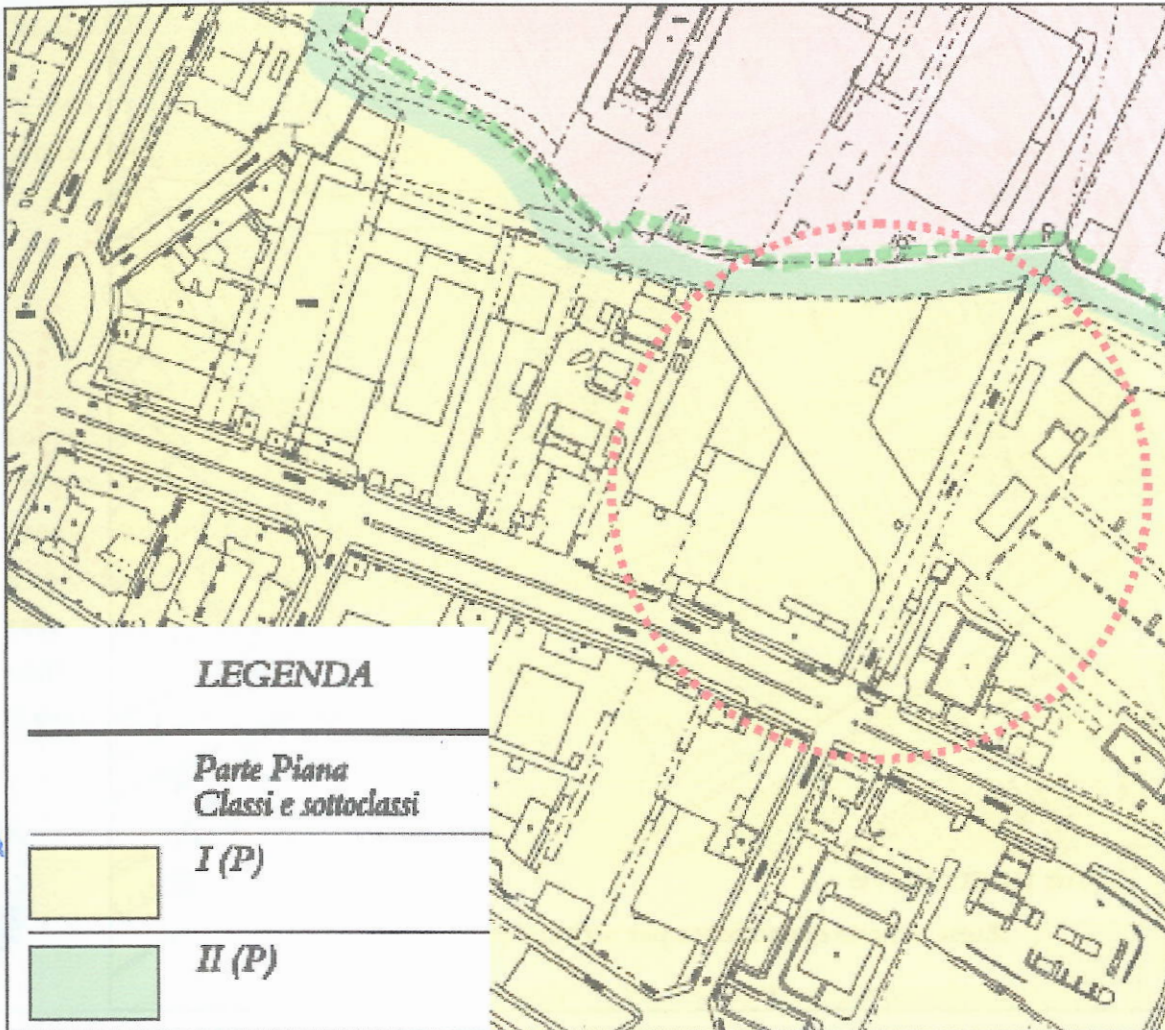 LEGENDA
Parte Piana
Classi e sottoclassi
I (P)
II (P)